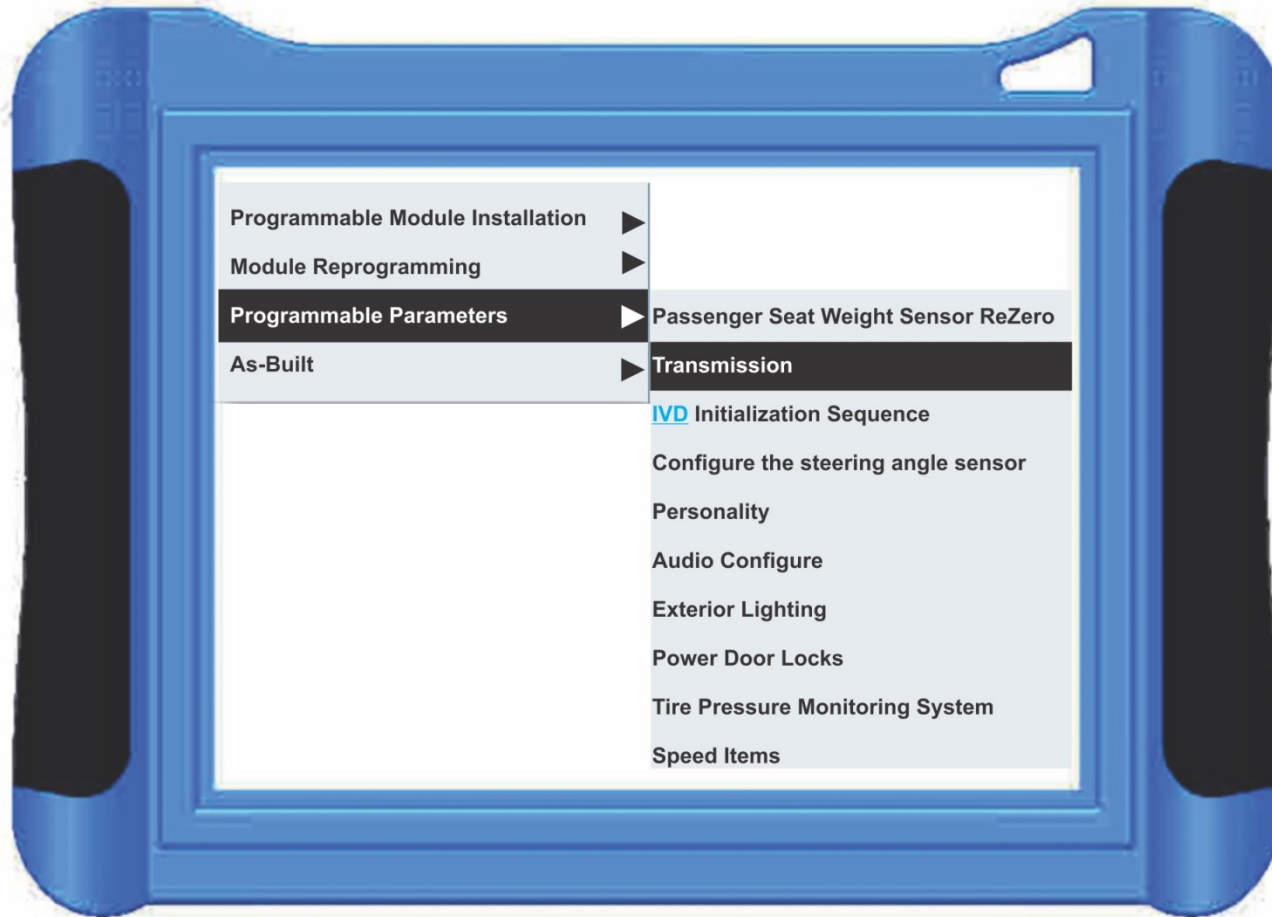 Programmable Module Installation
Module Reprogramming
Programmable Parameters
As-Built
Passenger Seat Weight Sensor ReZero
Transmission
IVD Initialization Sequence
Configure the steering angle sensor
Personality
Audio Configure
Exterior Lighting
Power Door Locks
Tire Pressure Monitoring System
Speed Items